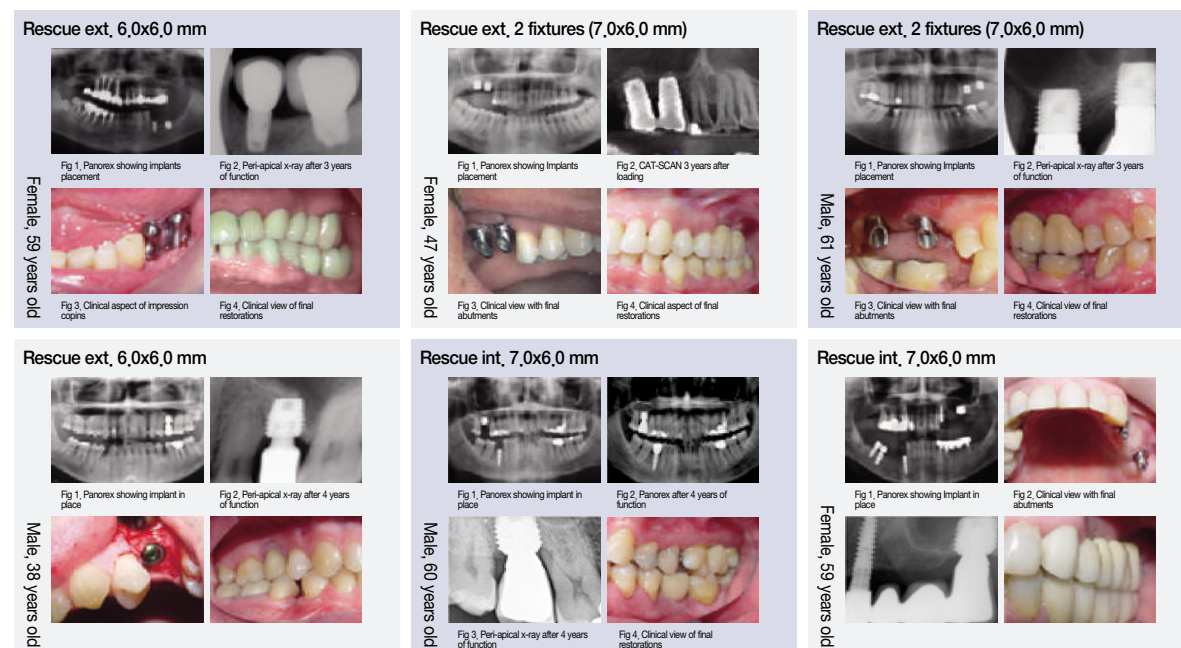 Rescue ext. 6.0x6.0 mm
Fig 1. Panorex showing implants
placement
Fig 2. Peri-apical x-ray after 3 years
of function
Female, 59 years old
Fig 3. Clinical aspect of impression
copins
Fig 4. Clinical view of final
restorations
Rescue ext. 2 fixtures (7.0x6.0 mm)
Fig 1. Panorex showing Implants
placement
Fig 2. CAT-SCAN 3 years after
loading
Female, 47 years old
Fig 3. Clinical view with final
abutments
Fig 4. Clinical aspect of final
restorations
Rescue ext. 2 fixtures (7.0x6.0 mm)
Fig 1. Panorex showing Implants
placement
Fig 2. Peri-apical x-ray after 3 years
of function
Male, 61 years old
Fig 3. Clinical view with final
abutments
Fig 4. Clinical view of final
restorations
Rescue ext. 6.0x6.0 mm
Fig 1. Panorex showing implant in
place
Fig 2. Peri-apical x-ray after 4 years
of function
Male, 38 years old
Rescue int. 7.0x6.0 mm
Fig 1. Panorex showing implant in
place
Fig 2. Panorex after 4 years of
function
Male, 60 years old
Fig 3. Peri-apical x-ray after 4 years
of function
Fig 4. Clinical view of final
restorations
Rescue int. 7.0x6.0 mm
Fig 1. Panorex showing Implant in
place
Fig 2. Clinical view with final
abutments
Female, 59 years old